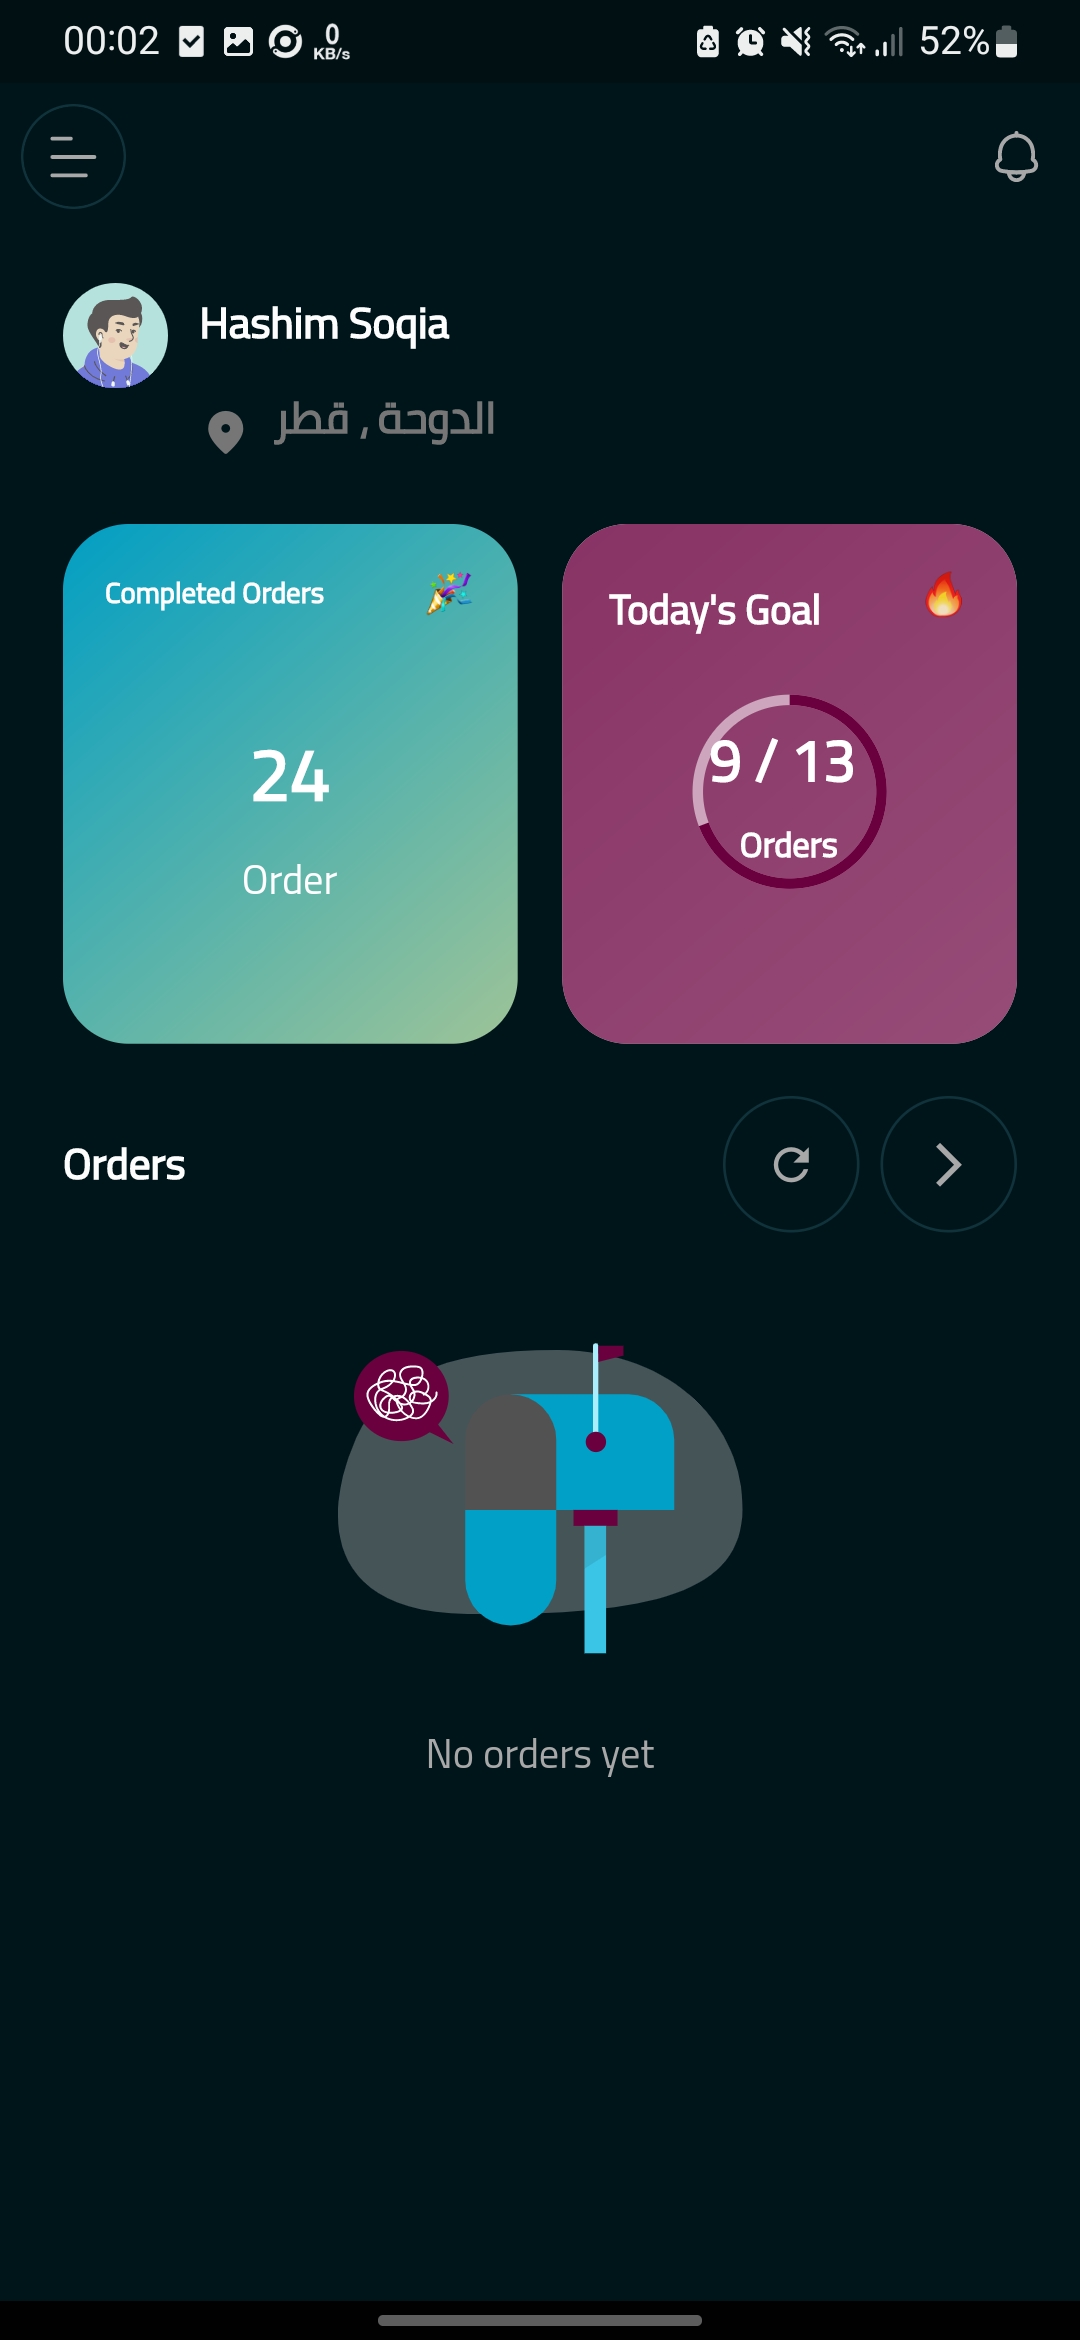 00:02
0
KB/s
52%
Hashim Soqia
الدوحة , قطر
Completed Orders
Today's Goal
24
Order
9 / 13
Orders
Orders
No orders yet